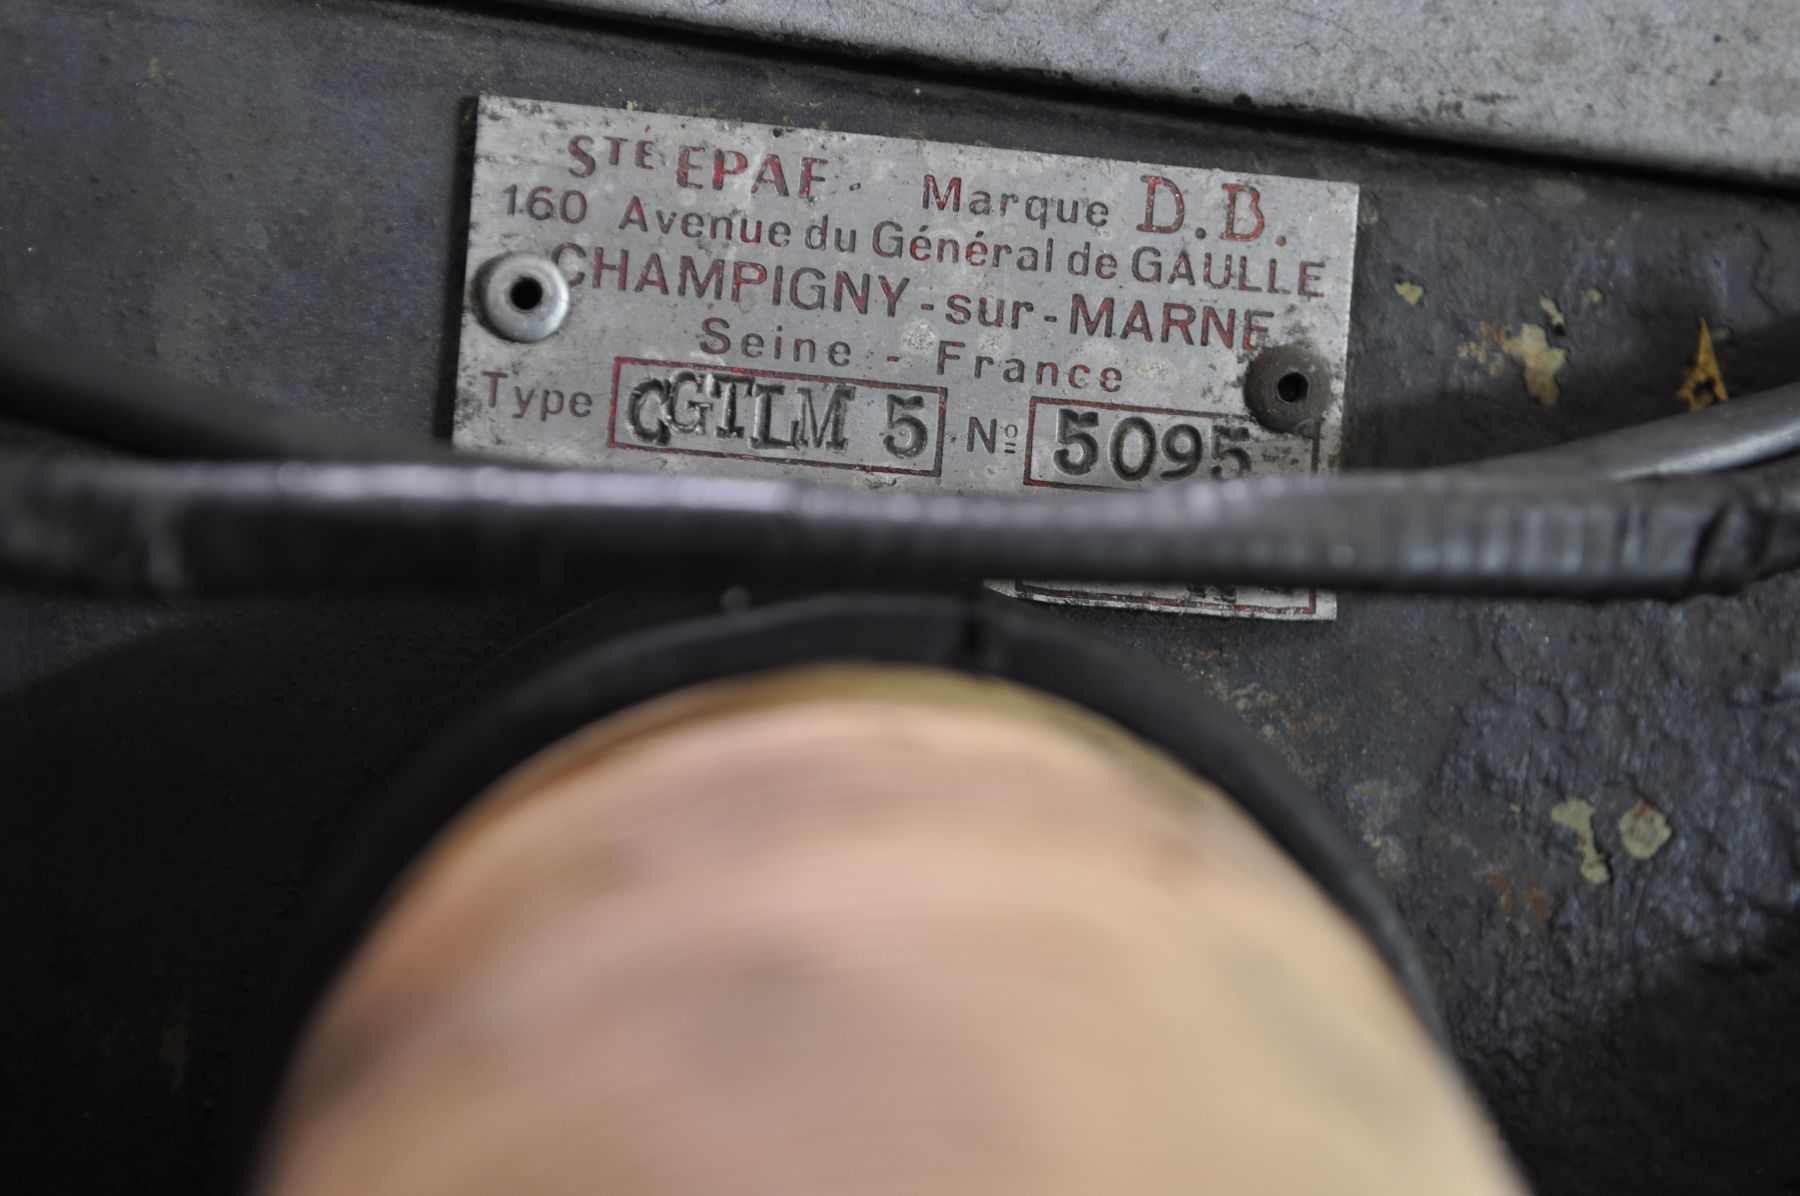 STÉ EPAF. Marque D.B.
160 Avenue du Général de GAULLE
CHAMPIGNY-sur-MARNE
Seine - France
Type CGTLM 5 Nº 5095